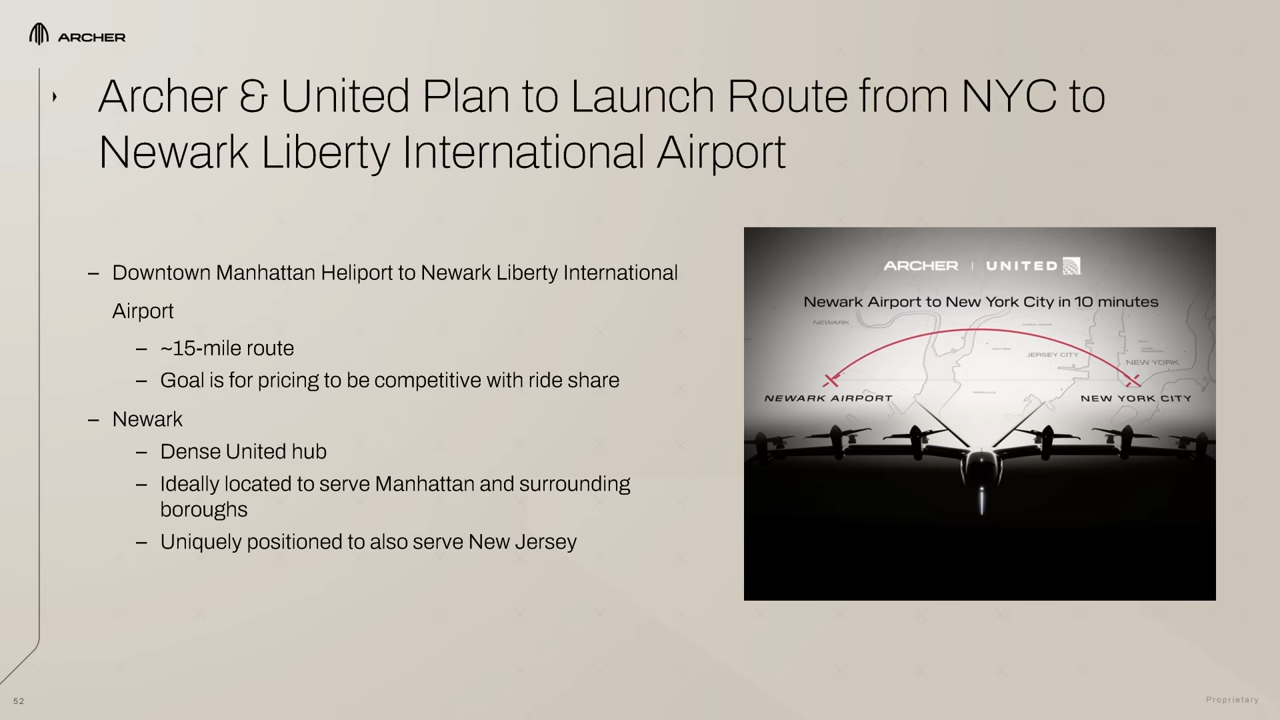 ARCHER
Archer & United Plan to Launch Route from NYC to
Newark Liberty International Airport
– Downtown Manhattan Heliport to Newark Liberty International
Airport
– ~15-mile route
– Goal is for pricing to be competitive with ride share
– Newark
– Dense United hub
– Ideally located to serve Manhattan and surrounding
boroughs
– Uniquely positioned to also serve New Jersey
ARCHER | UNITED
Newark Airport to New York City in 10 minutes
NEWARK
JERSEY CITY
NEW YORK
NEWARK AIRPORT
NEW YORK CITY
52
Proprietary